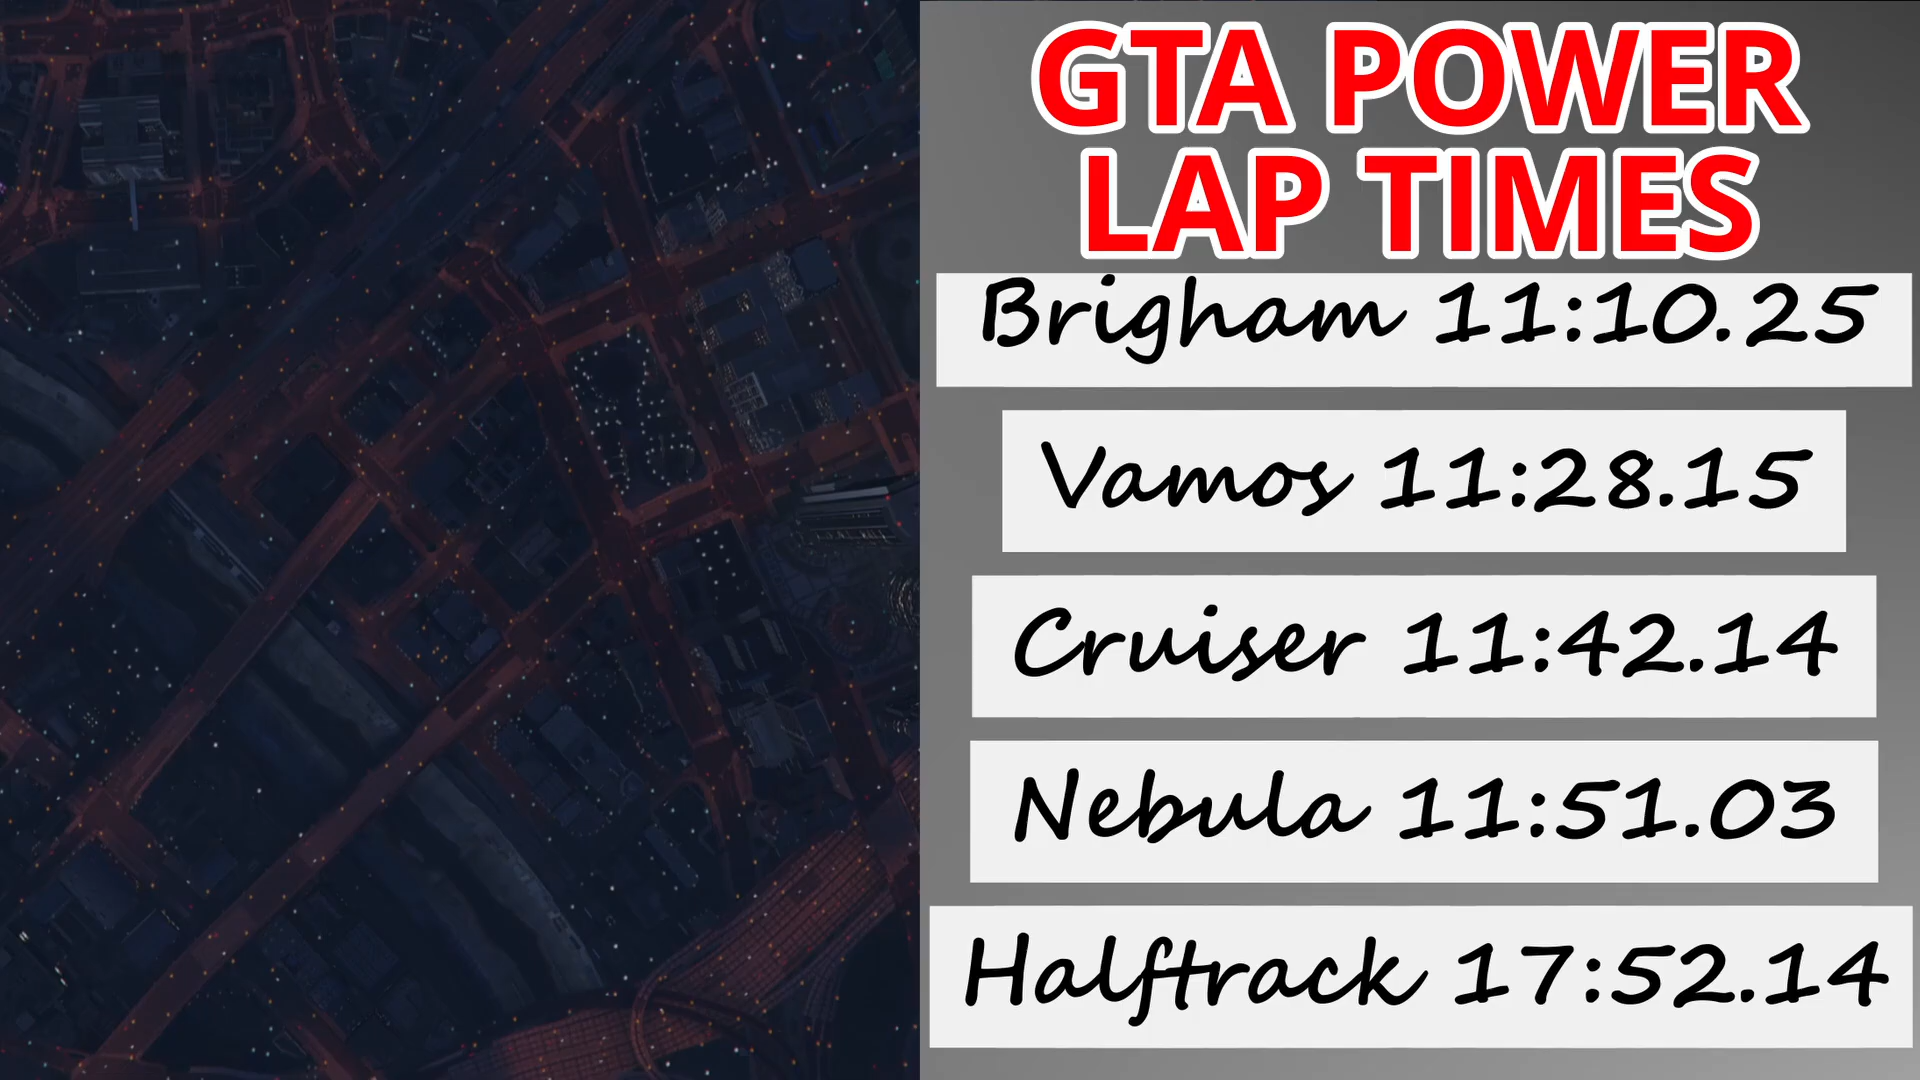 GTA POWER
LAP TIMES
Brigham 11:10.25
Vamos 11:28.15
Cruiser 11:42.14
Nebula 11:51.03
Halftrack 17:52.14